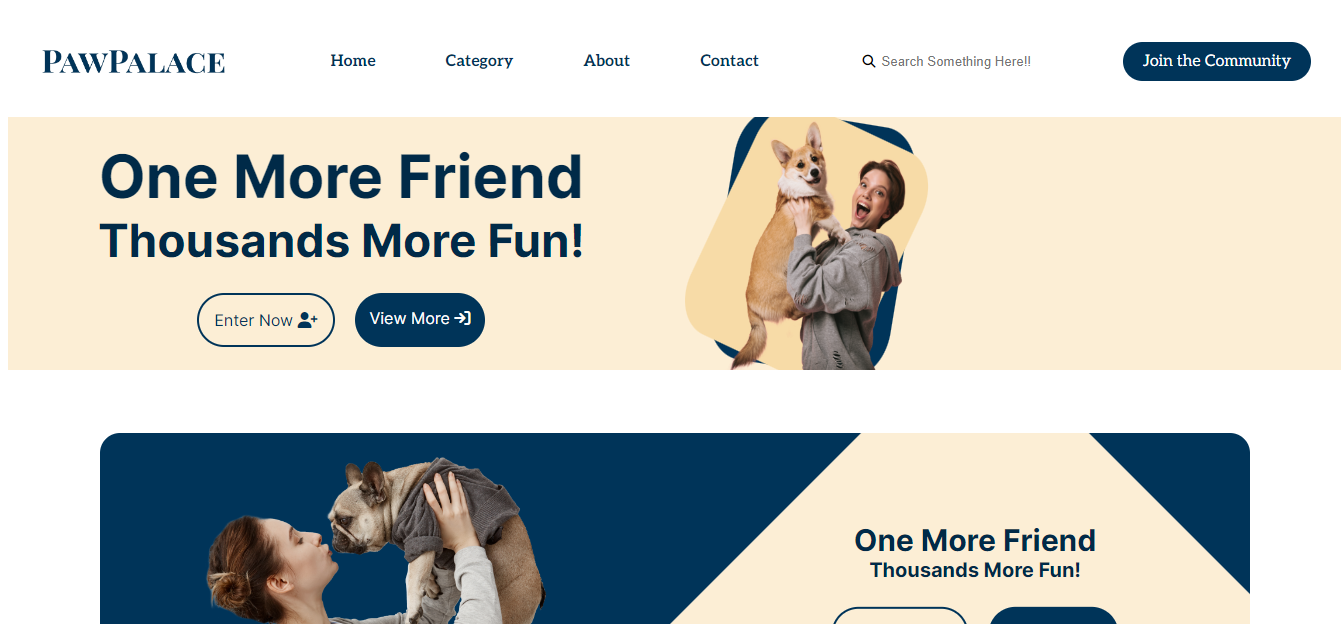 PAWPALACE
Home
Category
About
Contact
Search Something Here!!
Join the Community
One More Friend
Thousands More Fun!
Enter Now
View More
One More Friend
Thousands More Fun!